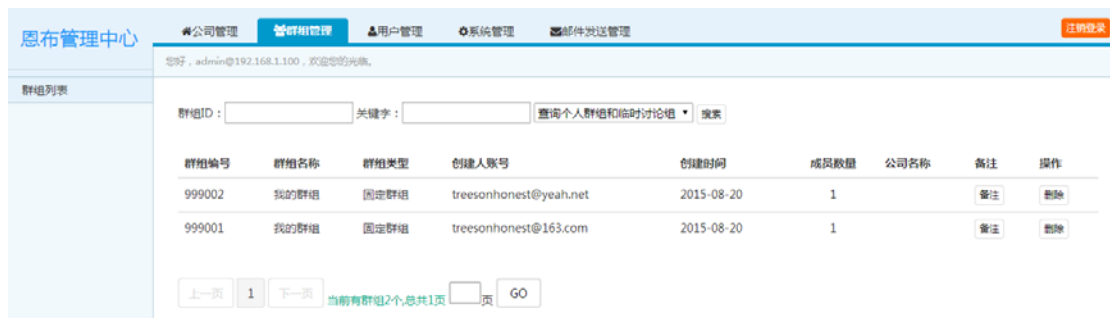 恩布管理中心
公司管理 群组管理 用户管理 系统管理 邮件发送管理 注销登录
您好，admin@192.168.1.100，欢迎您的光临。
群组列表
群组ID： 关键字： 查询个人群组和临时讨论组 搜索
群组编号 群组名称 群组类型 创建人账号 创建时间 成员数量 公司名称 备注 操作
999002 我的群组 固定群组 treesonhonest@yeah.net 2015-08-20 1 备注 删除
999001 我的群组 固定群组 treesonhonest@163.com 2015-08-20 1 备注 删除
上一页 1 下一页 当前有群组2个,总共1页 页 GO